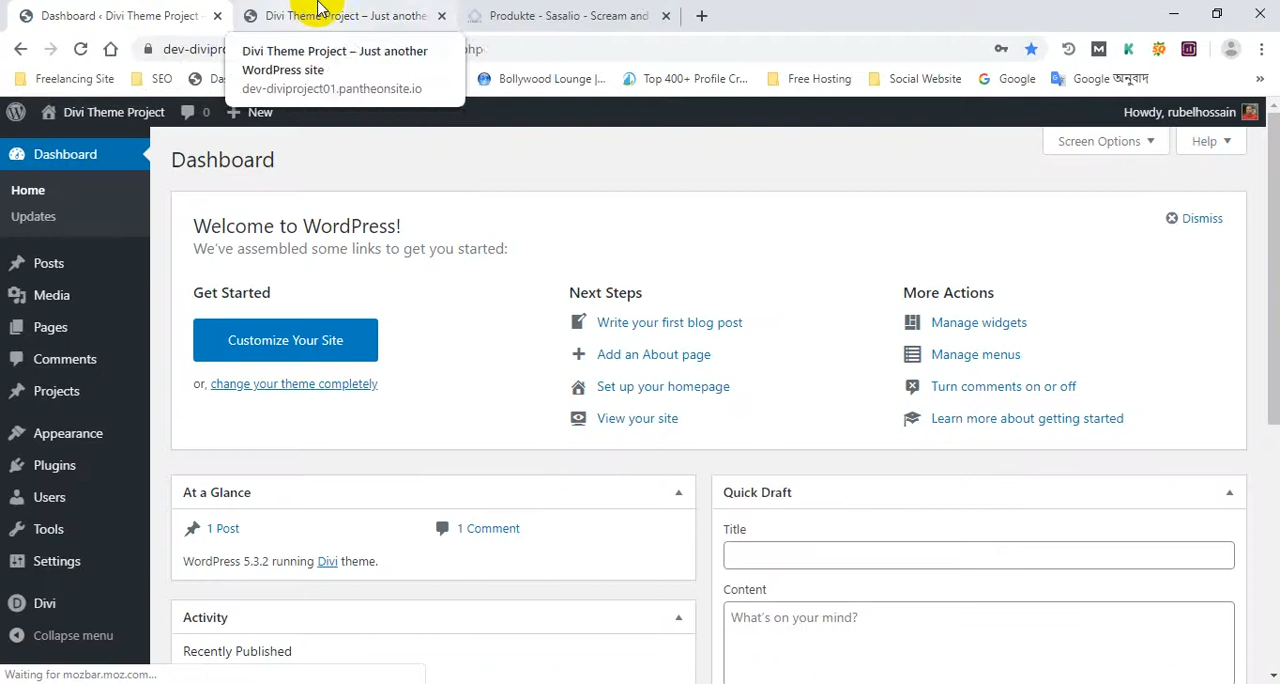 Dashboard ‹ Divi Theme Project -
Divi Theme Project – Just anothe
Produkte - Sasalio - Scream and
dev-divipr
Divi Theme Project – Just another
WordPress site
dev-diviproject01.pantheonsite.io
Freelancing Site
SEO
Das
Bollywood Lounge |...
Top 400+ Profile Cr...
Free Hosting
Social Website
Google
Google অনুবাদ
»
Divi Theme Project
0
New
Howdy, rubelhossain
Dashboard
Home
Updates
Posts
Media
Pages
Comments
Projects
Appearance
Plugins
Users
Tools
Settings
Divi
Collapse menu
Screen Options
Help
Dashboard
Welcome to WordPress!
We've assembled some links to get you started:
Dismiss
Get Started
Customize Your Site
or, change your theme completely
Next Steps
Write your first blog post
Add an About page
Set up your homepage
View your site
More Actions
Manage widgets
Manage menus
Turn comments on or off
Learn more about getting started
At a Glance
1 Post
1 Comment
WordPress 5.3.2 running Divi theme.
Activity
Recently Published
Quick Draft
Title
Content
What's on your mind?
Waiting for mozbar.moz.com...